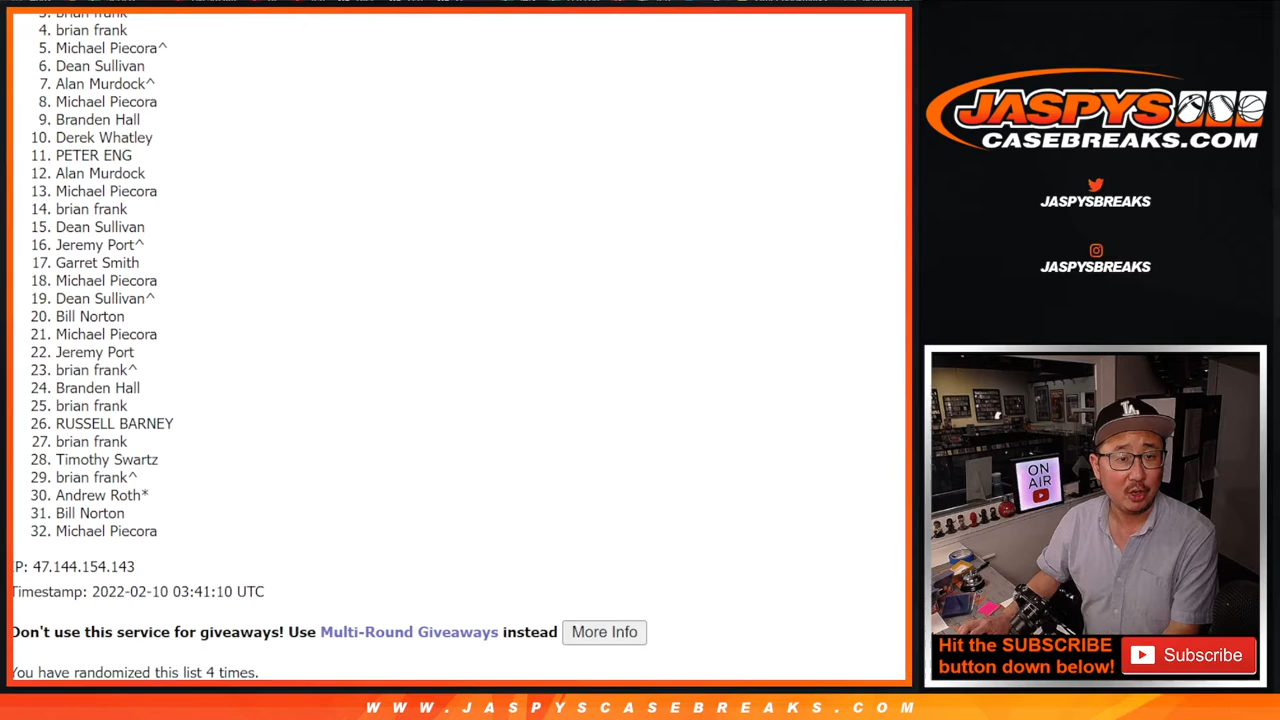 3. brian frank
4. brian frank
5. Michael Piecora^
6. Dean Sullivan
7. Alan Murdock^
8. Michael Piecora
9. Branden Hall
10. Derek Whatley
11. PETER ENG
12. Alan Murdock
13. Michael Piecora
14. brian frank
15. Dean Sullivan
16. Jeremy Port^
17. Garret Smith
18. Michael Piecora
19. Dean Sullivan^
20. Bill Norton
21. Michael Piecora
22. Jeremy Port
23. brian frank^
24. Branden Hall
25. brian frank
26. RUSSELL BARNEY
27. brian frank
28. Timothy Swartz
29. brian frank^
30. Andrew Roth*
31. Bill Norton
32. Michael Piecora
IP: 47.144.154.143
Timestamp: 2022-02-10 03:41:10 UTC
Don't use this service for giveaways! Use Multi-Round Giveaways instead More Info
You have randomized this list 4 times.
JASPYS
CASEBREAKS.COM
JASPYSBREAKS
JASPYSBREAKS
LA
ON
AIR
Hit the SUBSCRIBE
button down below!
Subscribe
WWW.JASPYSCASEBREAKS.COM